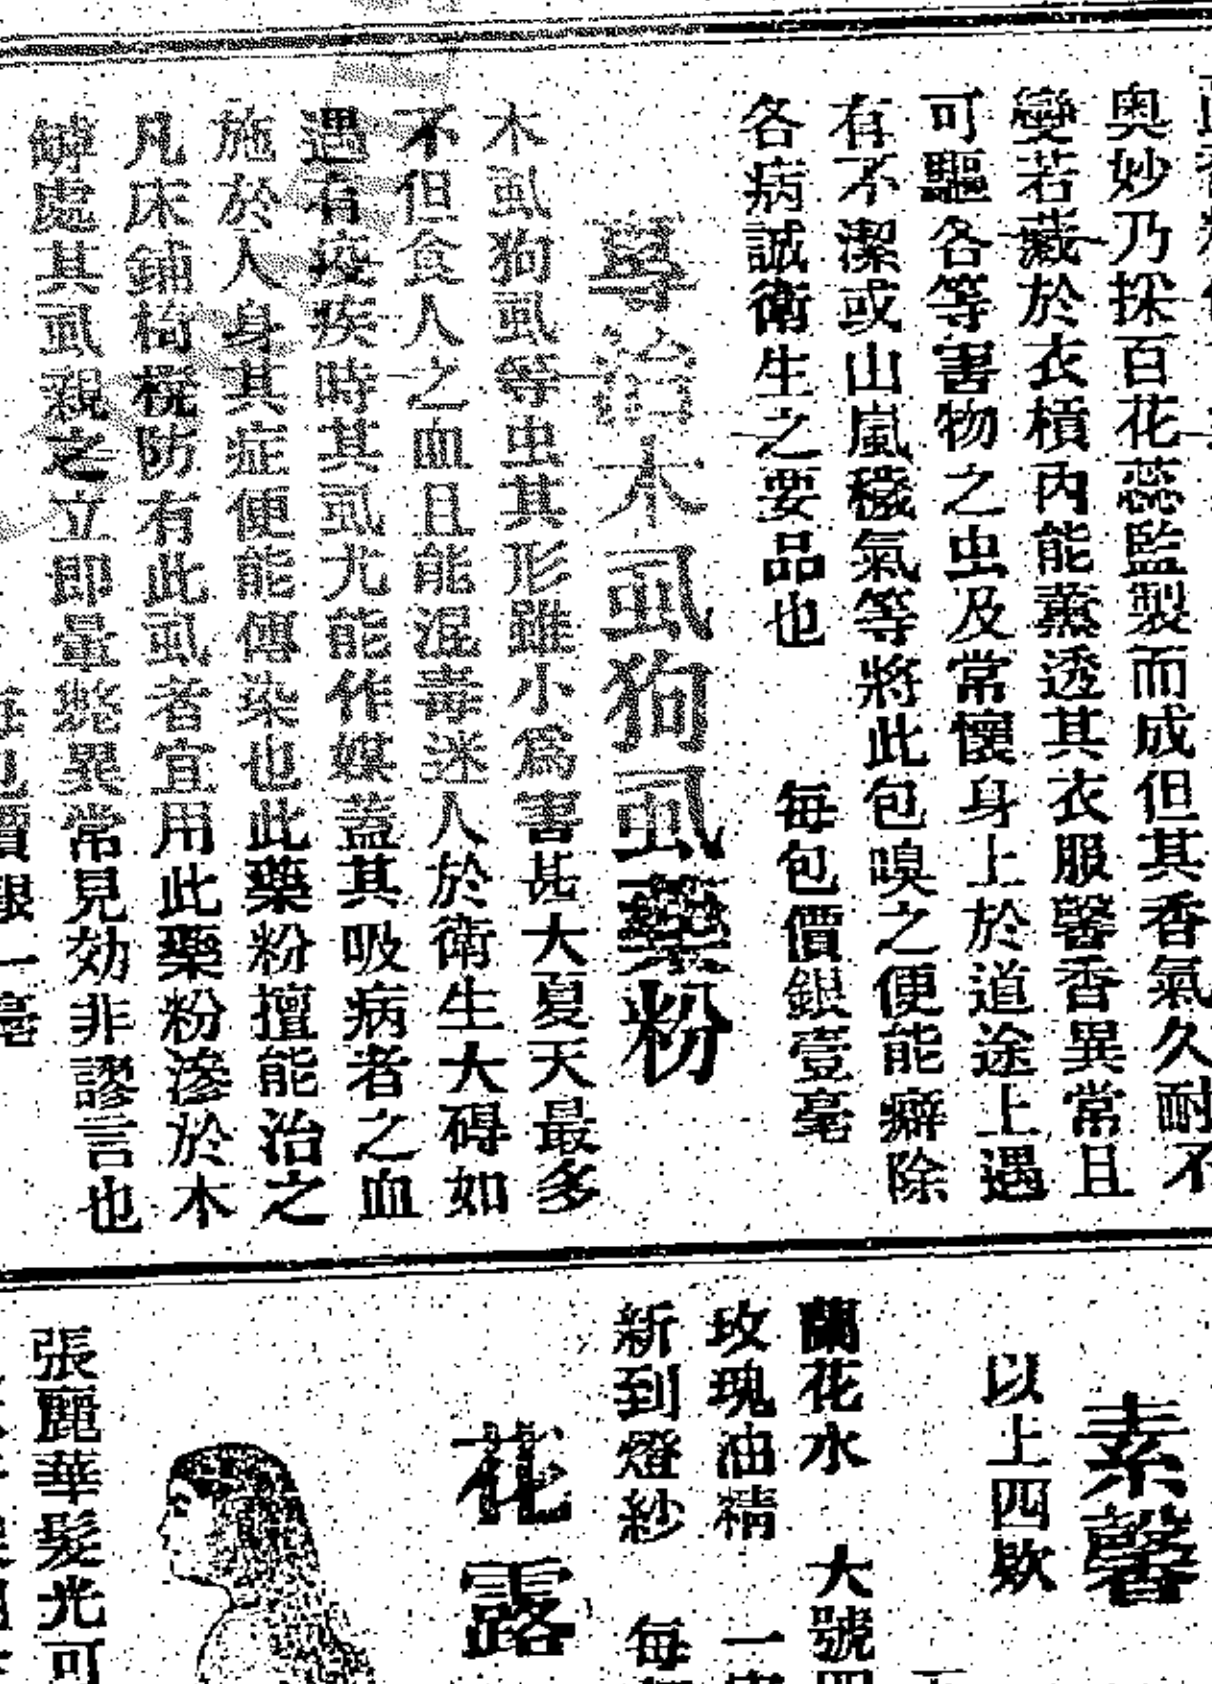 奥妙乃採百花蕊監製而成但其香氣久耐不
變若藏於衣橫內能薰透其衣服馨香異常且
可驅各等害物之虫及常懷身上於道途上遇
有不潔或山嵐穢氣等將此包嗅之便能癖除
各病誠衛生之要品也　每包價銀壹毫
專治木虱狗虱藥粉
木虱狗虱等虫其形雖小為害甚大夏天最多
不但食人之血且能混毒迷人於衛生大碍如
遇有疫疾時其虱尤能作媒蓋其吸病者之血
施於人身其症便能傳染也此藥粉擅能治之
凡床鋪椅櫈防有此虱者宜用此藥粉滲於木
罅處其虱親之立即暈斃異常見効非謬言也
價銀一毫
素馨
以上四欵
蘭花水　大號
玫瑰油精　一
新到燈紗　每
花露
張麗華髮光可